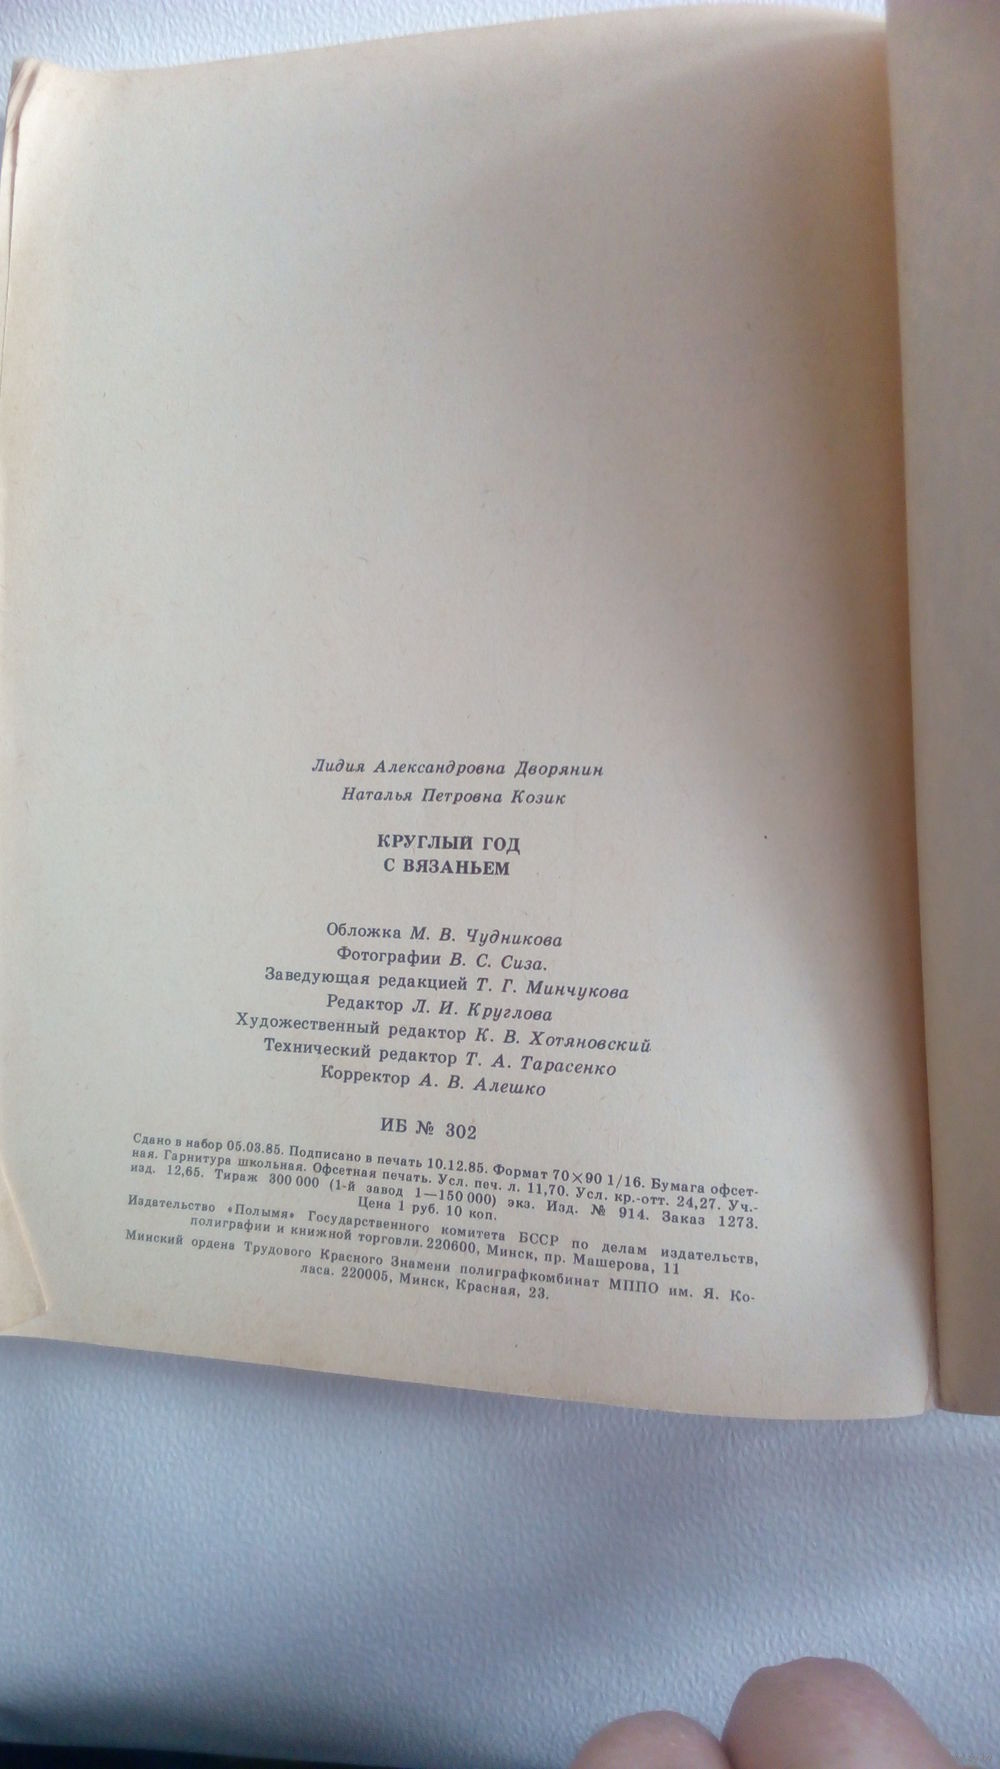 Лидия Александровна Дворянин
Наталья Петровна Козик
КРУГЛЫЙ ГОД
С ВЯЗАНЬЕМ
Обложка М. В. Чудникова
Фотографии В. С. Сиза.
Заведующая редакцией Т. Г. Минчукова
Редактор Л. И. Круглова
Художественный редактор К. В. Хотяновский
Технический редактор Т. А. Тарасенко
Корректор А. В. Алешко
ИБ № 302
Сдано в набор 05.03.85. Подписано в печать 10.12.85. Формат 70×90 1/16. Бумага офсет-
ная. Гарнитура школьная. Офсетная печать. Усл. печ. л. 11,70. Усл. кр.-отт. 24,27. Уч.-
изд. 12,65. Тираж 300 000 (1-й завод 1—150 000) экз. Изд. № 914. Заказ 1273.
Цена 1 руб. 10 коп.
Издательство «Полымя» Государственного комитета БССР по делам издательств,
полиграфии и книжной торговли. 220600, Минск, пр. Машерова, 11
Минский ордена Трудового Красного Знамени полиграфкомбинат МППО им. Я. Ко-
ласа. 220005, Минск, Красная, 23.